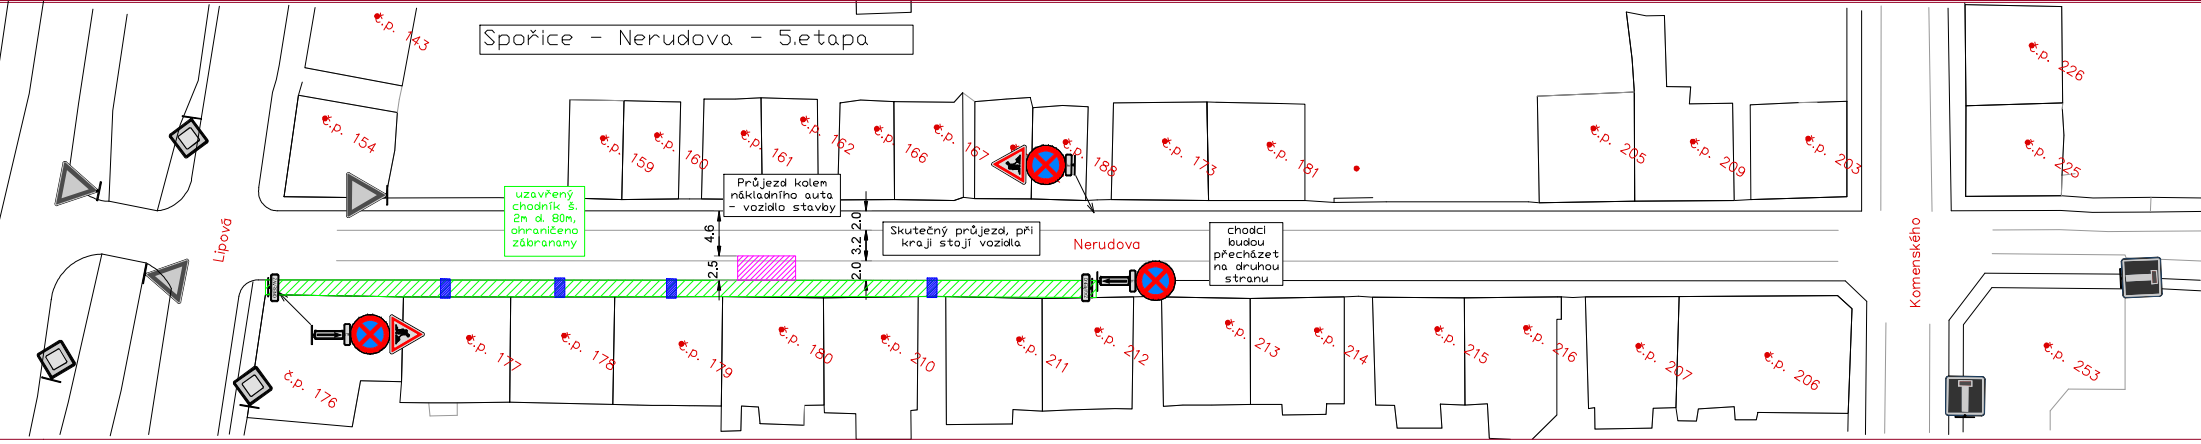 Spořice - Nerudova - 5.etapa
č.p. 143
č.p. 226
č.p. 154
č.p. 159
č.p. 160
č.p. 161
č.p. 162
č.p. 166
č.p. 167
č.p. 188
č.p. 173
č.p. 181
č.p. 205
č.p. 209
č.p. 203
č.p. 225
uzavřený
chodník š.
2m d. 80m,
ohraničeno
zábranamy
Průjezd kolem
nákladního auta
- vozidlo stavby
4.6
2.5
2.0
3.2
2.0
Skutečný průjezd, při
kraji stojí vozidla
Nerudova
chodci
budou
přecházet
na druhou
stranu
Lipová
Komenského
č.p. 176
č.p. 177
č.p. 178
č.p. 179
č.p. 180
č.p. 210
č.p. 211
č.p. 212
č.p. 213
č.p. 214
č.p. 215
č.p. 216
č.p. 207
č.p. 206
č.p. 253